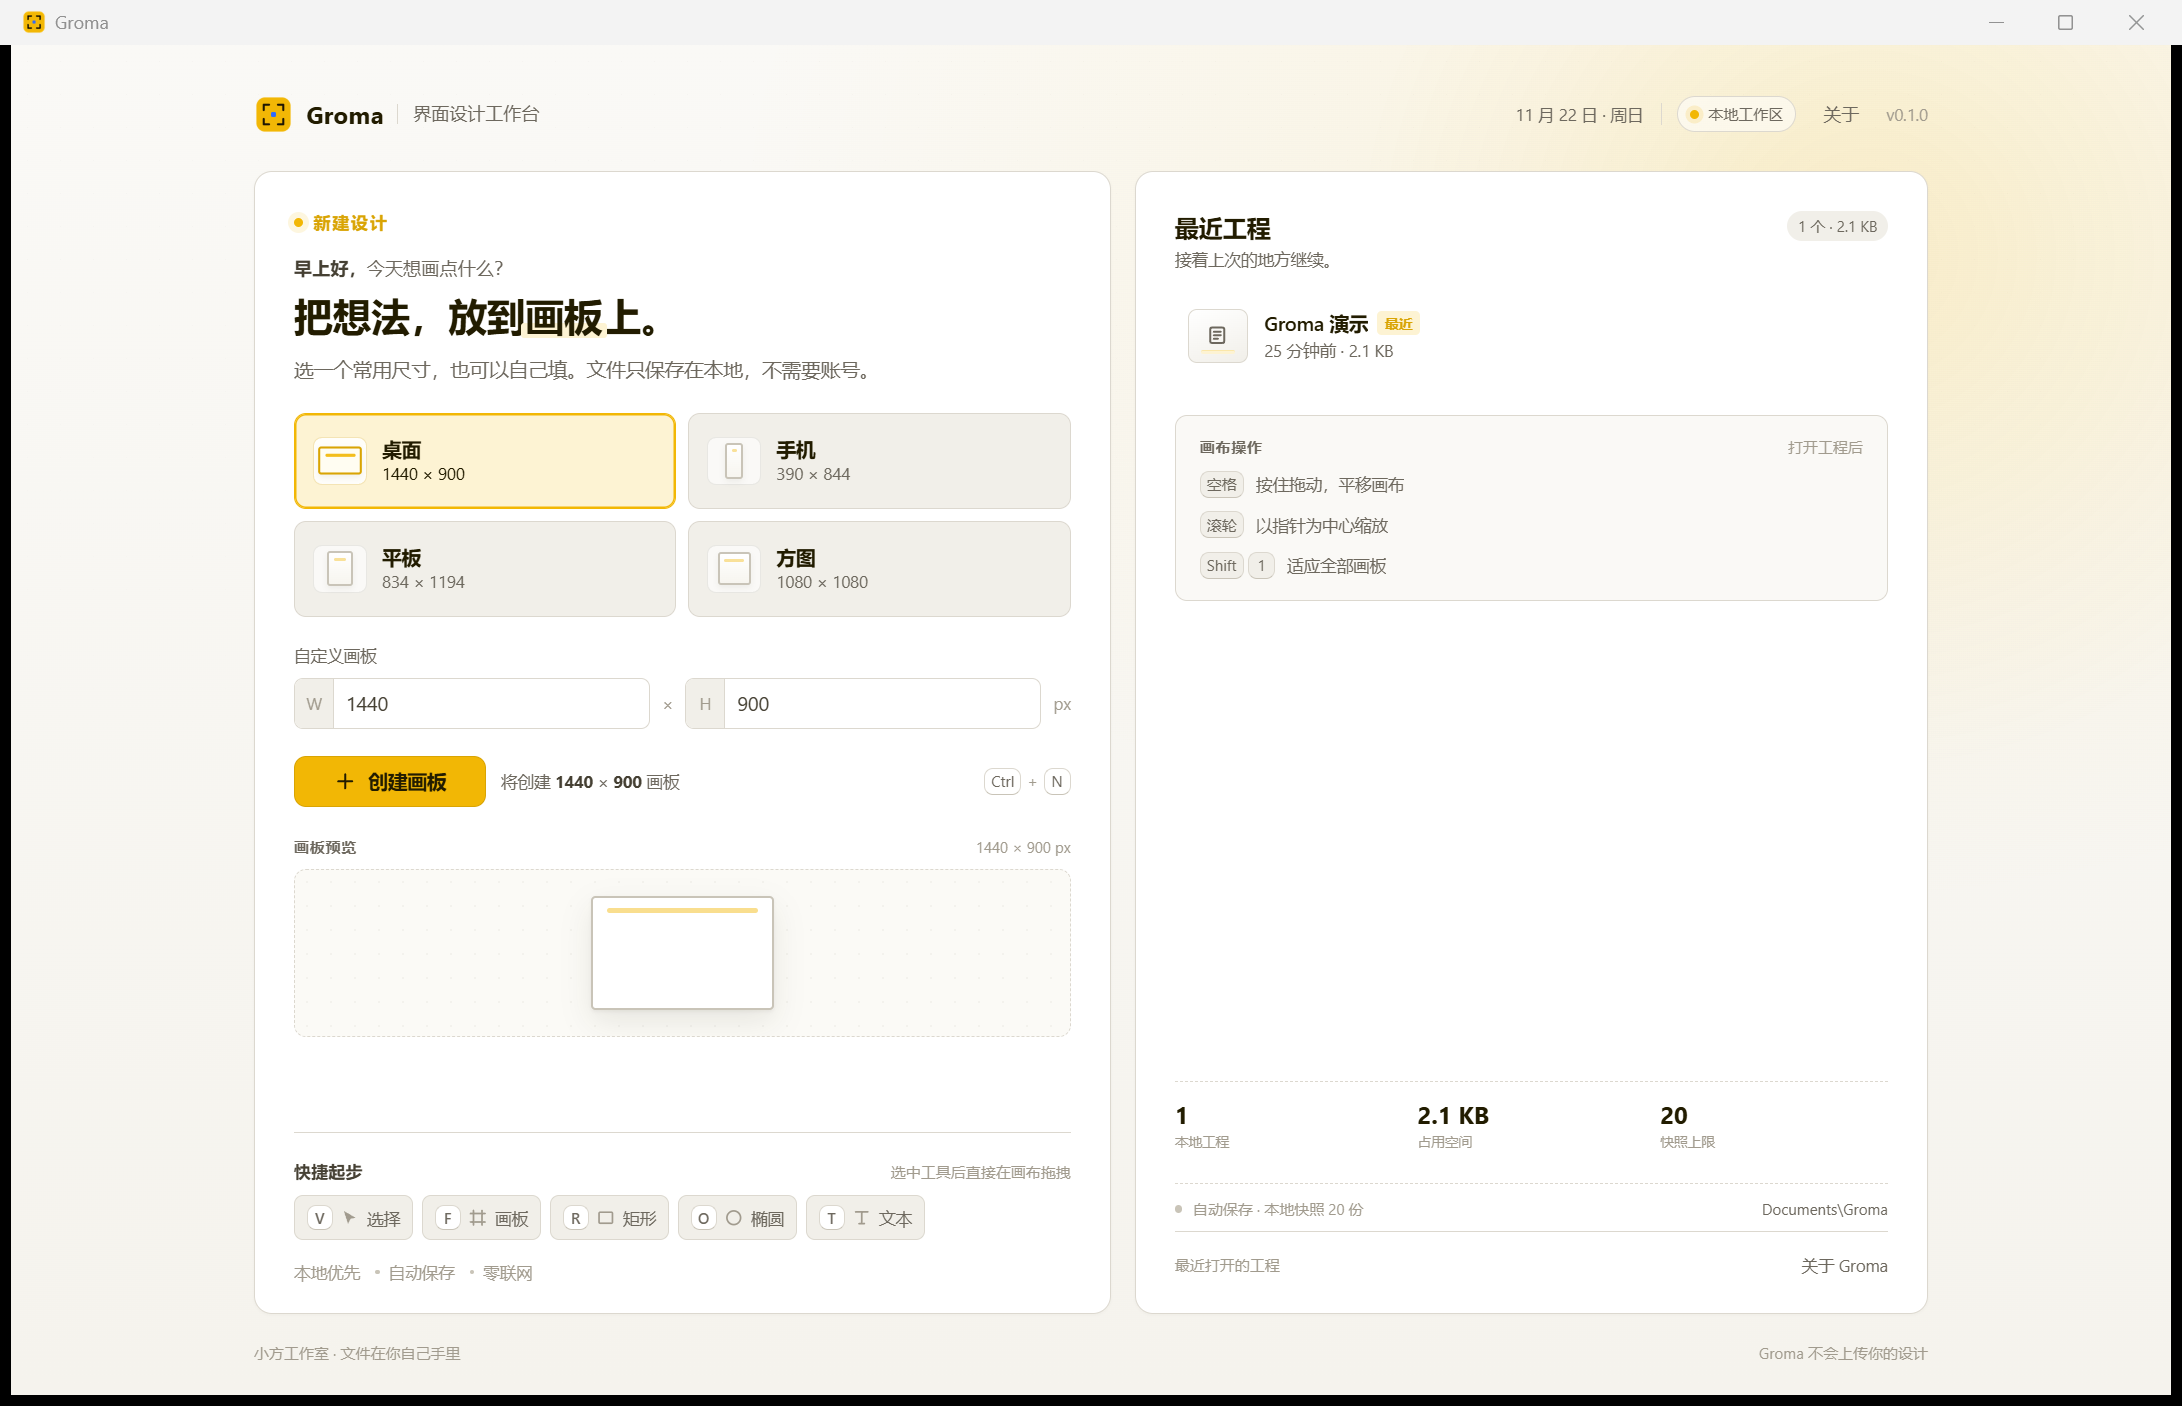 Groma
Groma 界面设计工作台
11 月 22 日 · 周日 本地工作区 关于 v0.1.0
新建设计
早上好，今天想画点什么？
把想法，放到画板上。
选一个常用尺寸，也可以自己填。文件只保存在本地，不需要账号。
桌面
1440 × 900
手机
390 × 844
平板
834 × 1194
方图
1080 × 1080
自定义画板
W 1440 × H 900 px
创建画板 将创建 1440 × 900 画板 Ctrl + N
画板预览 1440 × 900 px
快捷起步 选中工具后直接在画布拖拽
V 选择 F 画板 R 矩形 O 椭圆 T 文本
本地优先 • 自动保存 • 零联网
最近工程 1 个 · 2.1 KB
接着上次的地方继续。
Groma 演示 最近
25 分钟前 · 2.1 KB
画布操作 打开工程后
空格 按住拖动，平移画布
滚轮 以指针为中心缩放
Shift 1 适应全部画板
1 2.1 KB 20
本地工程 占用空间 快照上限
自动保存 · 本地快照 20 份 Documents\Groma
最近打开的工程 关于 Groma
小方工作室 · 文件在你自己手里 Groma 不会上传你的设计